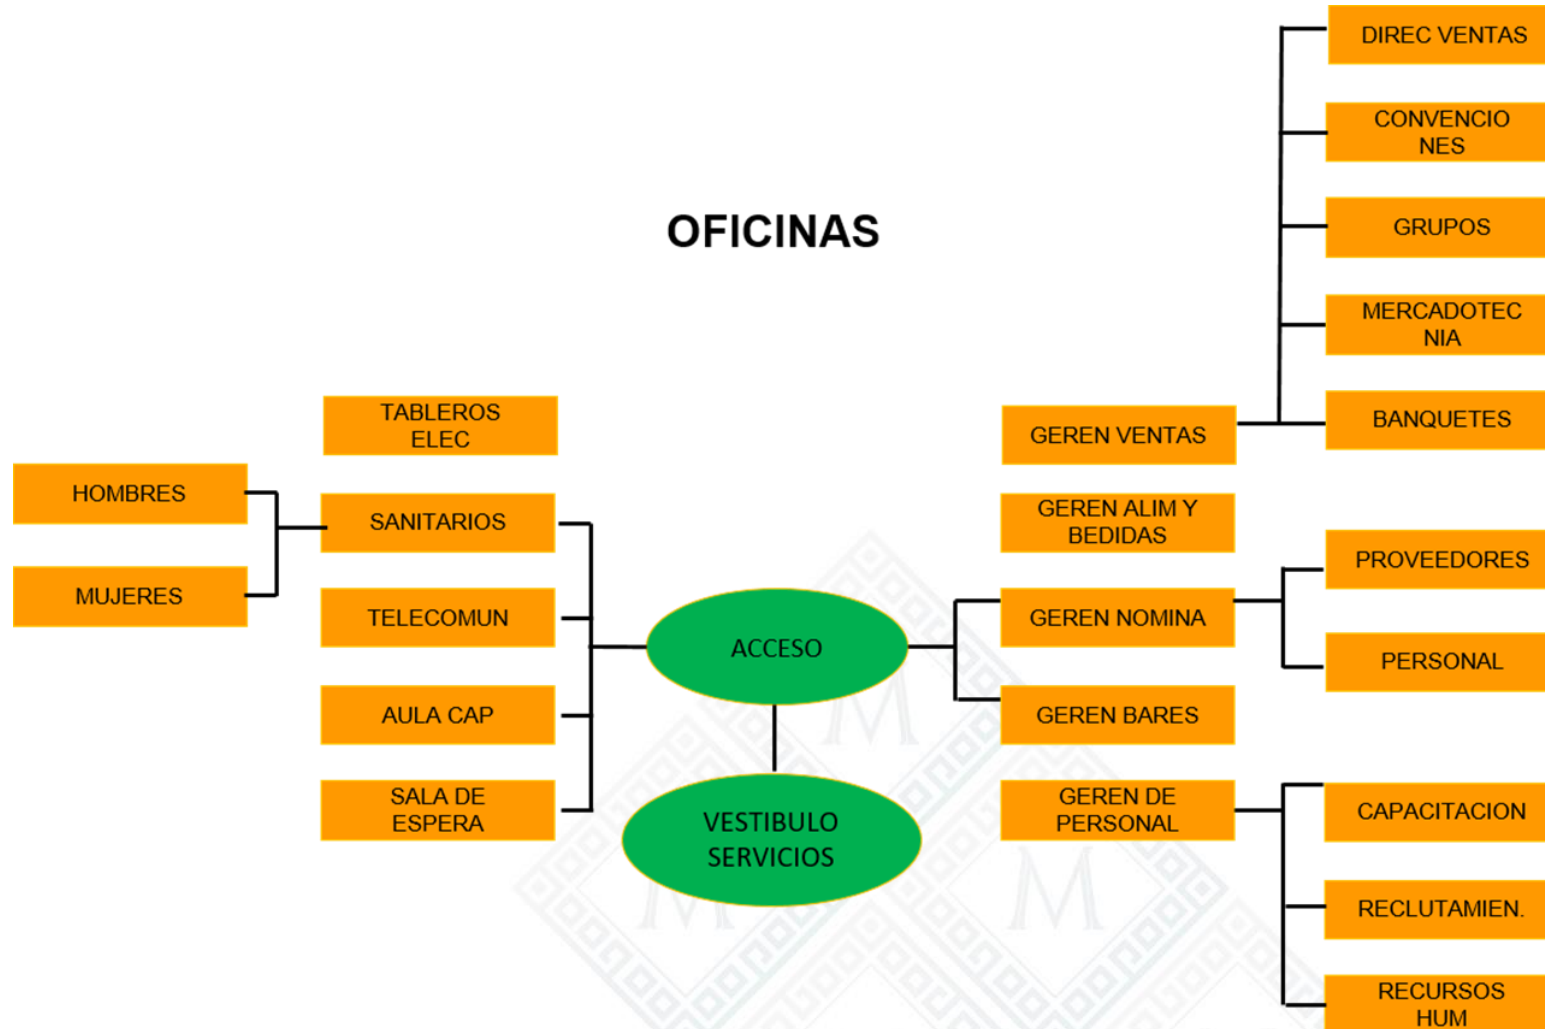 OFICINAS
HOMBRES
MUJERES
TABLEROS
ELEC
SANITARIOS
TELECOMUN
AULA CAP
SALA DE
ESPERA
ACCESO
VESTIBULO
SERVICIOS
GEREN VENTAS
GEREN ALIM Y
BEDIDAS
GEREN NOMINA
GEREN BARES
GEREN DE
PERSONAL
DIREC VENTAS
CONVENCIO
NES
GRUPOS
MERCADOTEC
NIA
BANQUETES
PROVEEDORES
PERSONAL
CAPACITACION
RECLUTAMIEN.
RECURSOS
HUM
M
M
M